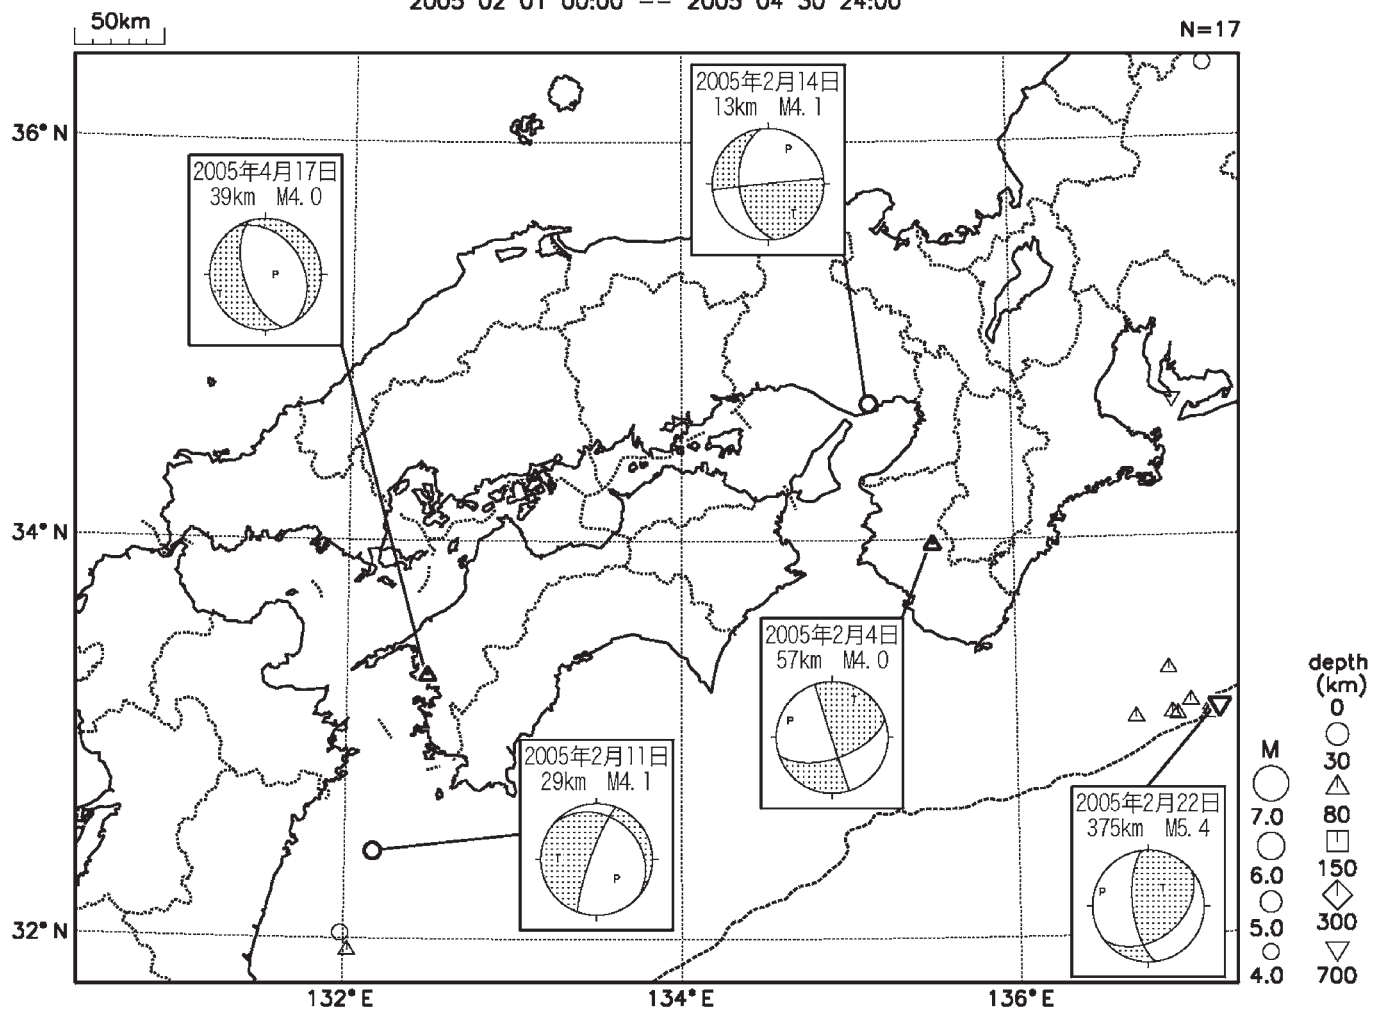 2005 02 01 00:00 -- 2005 04 30 24:00
50km
N=17
36°N
34°N
32°N
132°E
134°E
136°E
2005年2月14日
13km M4.1
P
T
2005年4月17日
39km M4.0
P
T
2005年2月4日
57km M4.0
P
T
2005年2月11日
29km M4.1
T
P
2005年2月22日
375km M5.4
P
T
M
7.0
6.0
5.0
4.0
depth
(km)
0
30
80
150
300
700